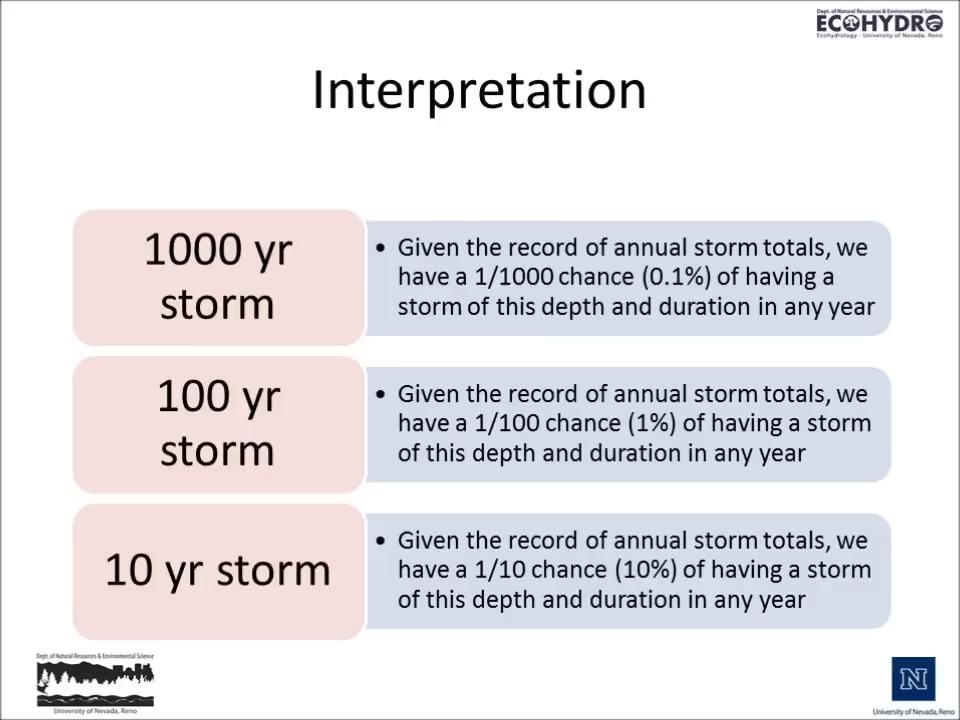 Dept. of Natural Resources & Environmental Science
ECOHYDRO
Ecohydrology - University of Nevada, Reno
Interpretation
1000 yr
storm
• Given the record of annual storm totals, we
have a 1/1000 chance (0.1%) of having a
storm of this depth and duration in any year
100 yr
storm
• Given the record of annual storm totals, we
have a 1/100 chance (1%) of having a storm
of this depth and duration in any year
10 yr storm
• Given the record of annual storm totals, we
have a 1/10 chance (10%) of having a storm
of this depth and duration in any year
Dept. of Natural Resources & Environmental Science
University of Nevada, Reno
N
University of Nevada, Reno